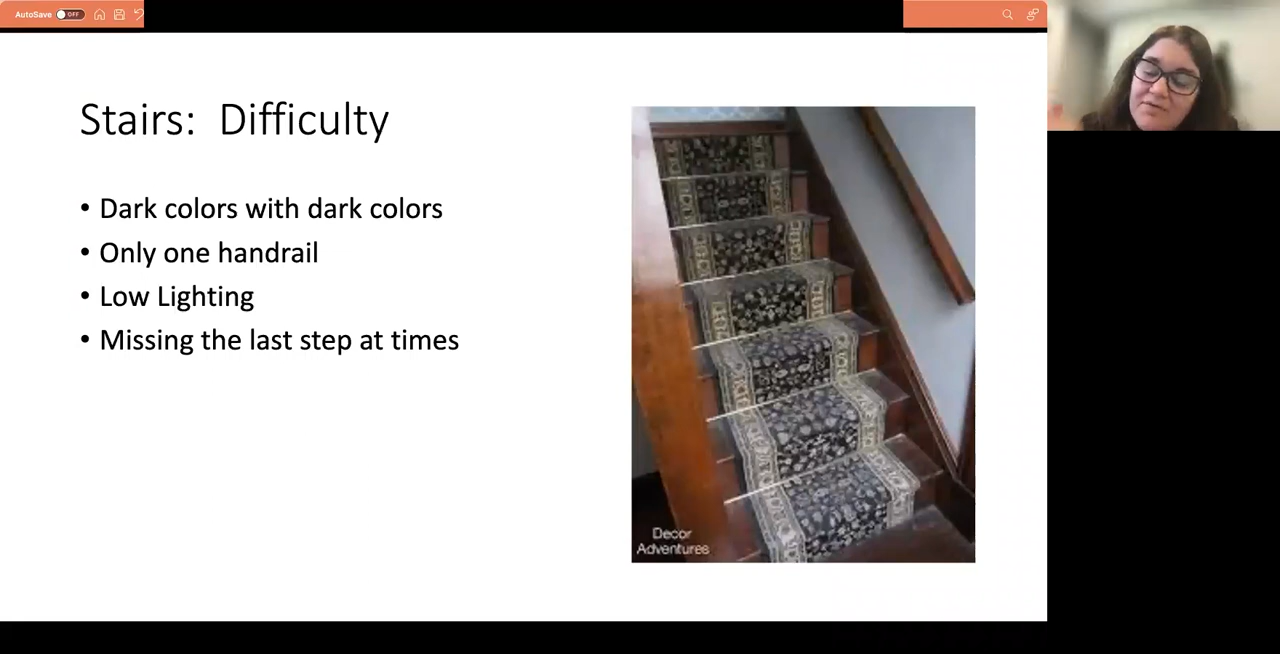 AutoSave OFF
Stairs: Difficulty
• Dark colors with dark colors
• Only one handrail
• Low Lighting
• Missing the last step at times
Decor
Adventures